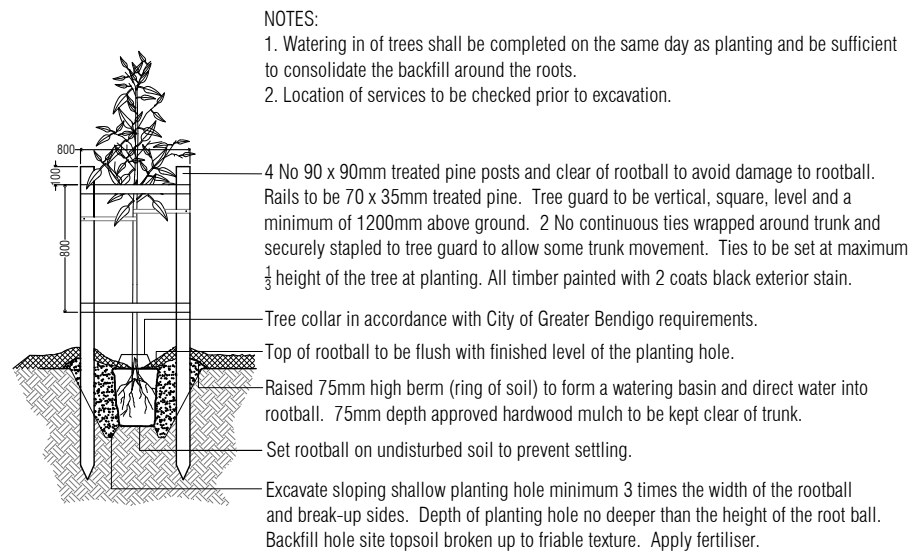 NOTES:
1. Watering in of trees shall be completed on the same day as planting and be sufficient
to consolidate the backfill around the roots.
2. Location of services to be checked prior to excavation.
800
100
4 No 90 x 90mm treated pine posts and clear of rootball to avoid damage to rootball.
Rails to be 70 x 35mm treated pine. Tree guard to be vertical, square, level and a
minimum of 1200mm above ground. 2 No continuous ties wrapped around trunk and
securely stapled to tree guard to allow some trunk movement. Ties to be set at maximum
1/3 height of the tree at planting. All timber painted with 2 coats black exterior stain.
800
Tree collar in accordance with City of Greater Bendigo requirements.
Top of rootball to be flush with finished level of the planting hole.
Raised 75mm high berm (ring of soil) to form a watering basin and direct water into
rootball. 75mm depth approved hardwood mulch to be kept clear of trunk.
Set rootball on undisturbed soil to prevent settling.
Excavate sloping shallow planting hole minimum 3 times the width of the rootball
and break-up sides. Depth of planting hole no deeper than the height of the root ball.
Backfill hole site topsoil broken up to friable texture. Apply fertiliser.